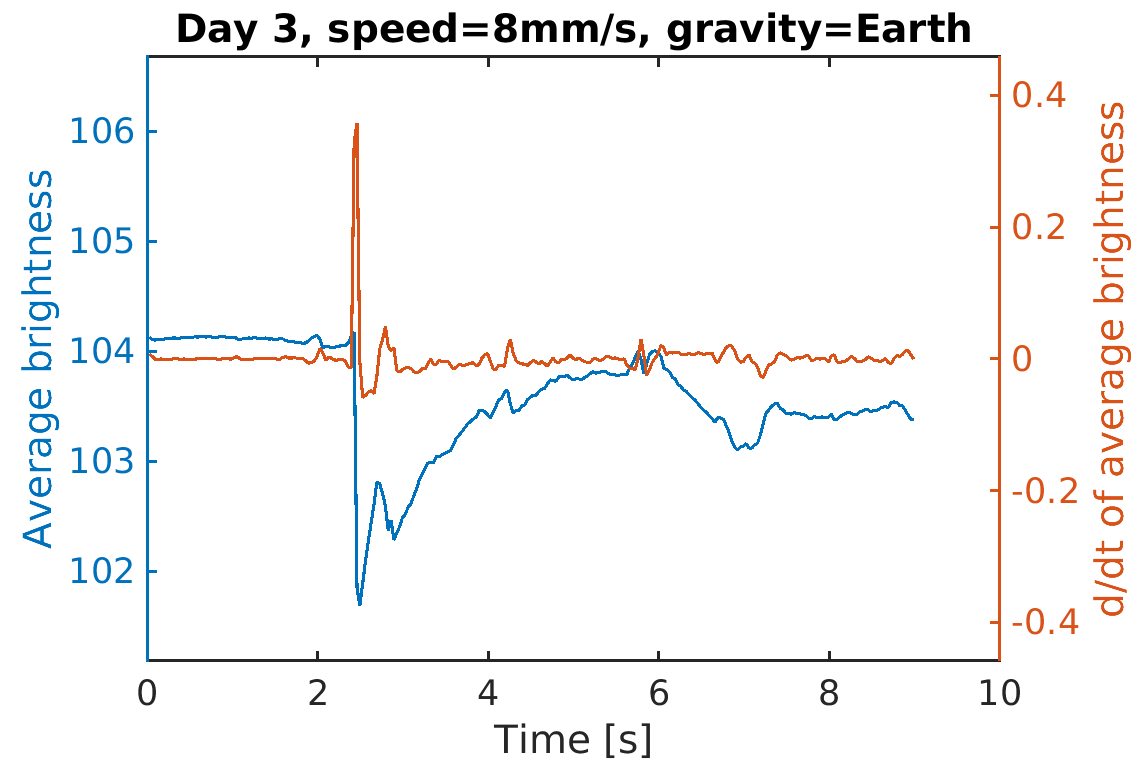 Day 3, speed=8mm/s, gravity=Earth
Average brightness
106
105
104
103
102
0.4
0.2
0
-0.2
-0.4
d/dt of average brightness
0 2 4 6 8 10
Time [s]